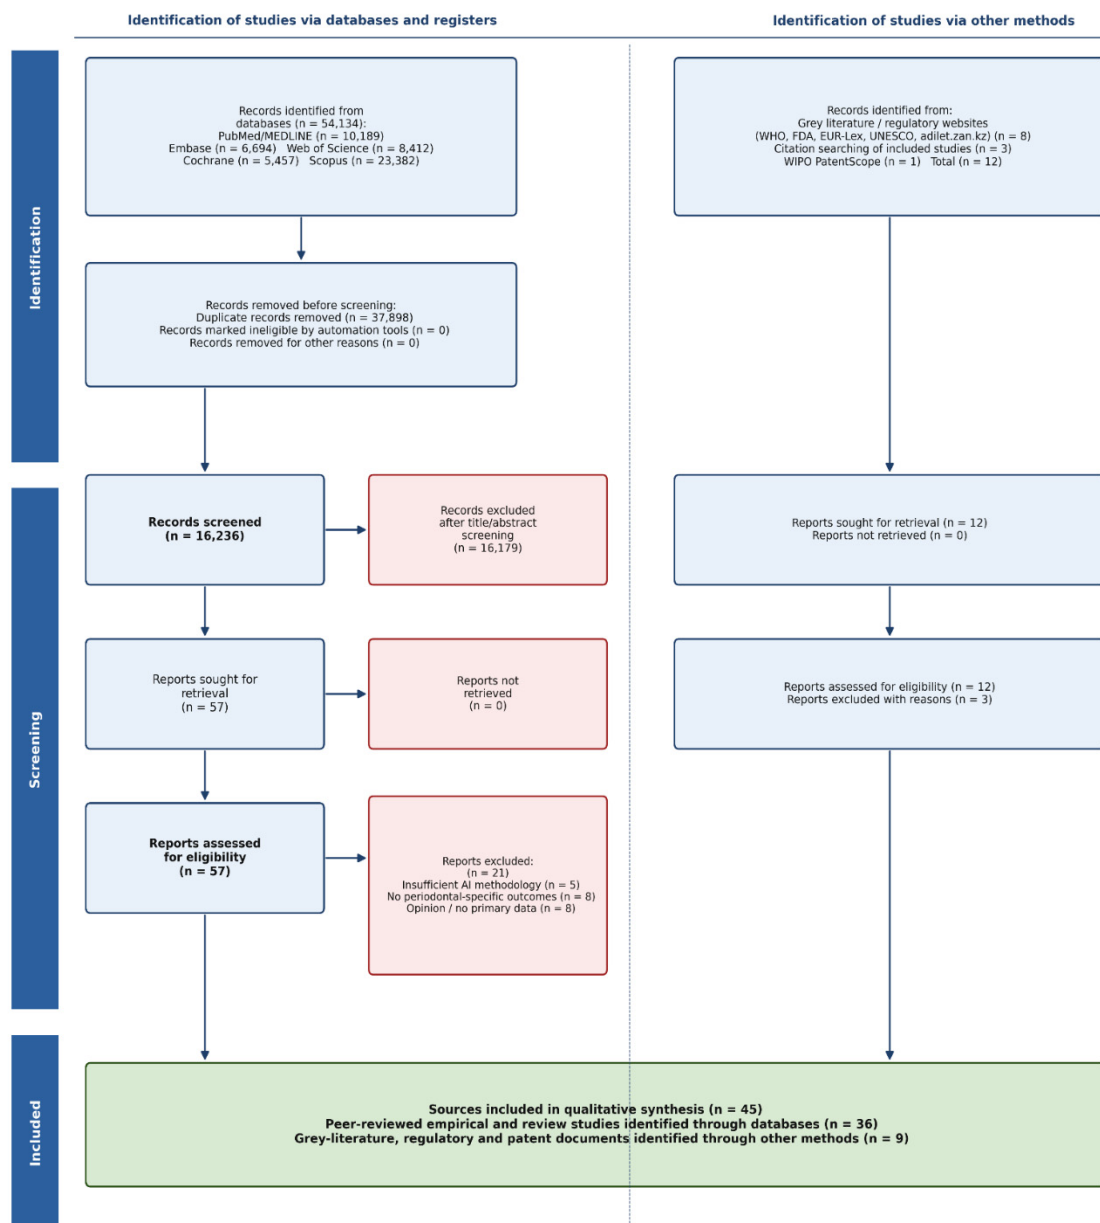 Identification of studies via databases and registers
Identification of studies via other methods
Identification
Records identified from
databases (n = 54,134):
PubMed/MEDLINE (n = 10,189)
Embase (n = 6,694)   Web of Science (n = 8,412)
Cochrane (n = 5,457)   Scopus (n = 23,382)
Records identified from:
Grey literature / regulatory websites
(WHO, FDA, EUR-Lex, UNESCO, adilet.zan.kz) (n = 8)
Citation searching of included studies (n = 3)
WIPO PatentScope (n = 1)   Total (n = 12)
Records removed before screening:
Duplicate records removed (n = 37,898)
Records marked ineligible by automation tools (n = 0)
Records removed for other reasons (n = 0)
Screening
Records screened
(n = 16,236)
Records excluded
after title/abstract
screening
(n = 16,179)
Reports sought for retrieval (n = 12)
Reports not retrieved (n = 0)
Reports sought for
retrieval
(n = 57)
Reports not
retrieved
(n = 0)
Reports assessed for eligibility (n = 12)
Reports excluded with reasons (n = 3)
Reports assessed
for eligibility
(n = 57)
Reports excluded:
(n = 21)
Insufficient AI methodology (n = 5)
No periodontal-specific outcomes (n = 8)
Opinion / no primary data (n = 8)
Included
Sources included in qualitative synthesis (n = 45)
Peer-reviewed empirical and review studies identified through databases (n = 36)
Grey-literature, regulatory and patent documents identified through other methods (n = 9)